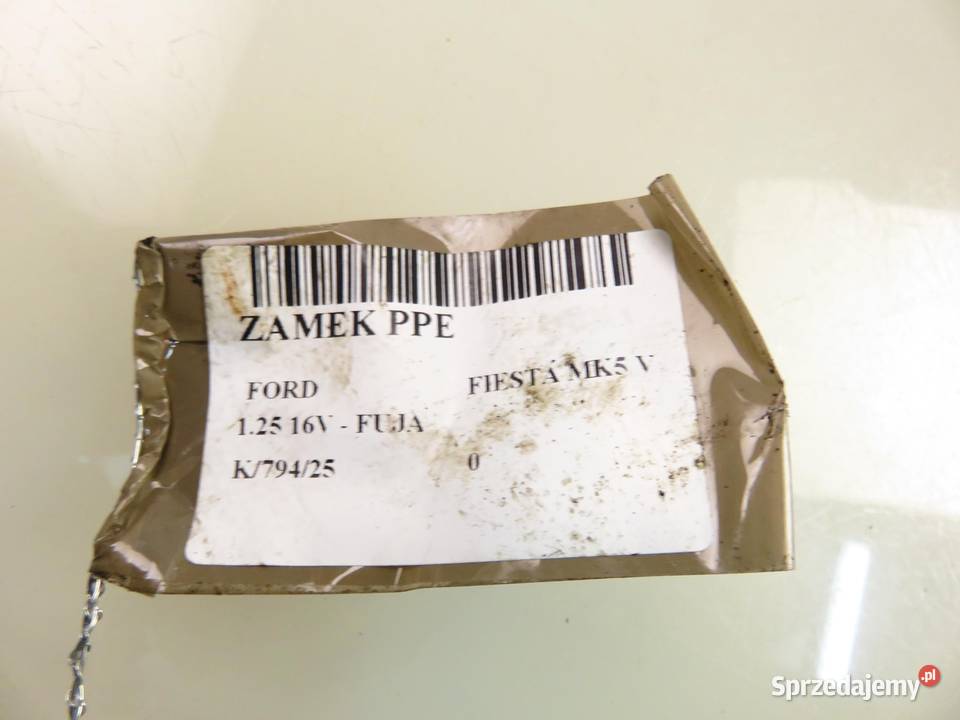 ZAMEK PPE
FORD FIESTA MK5 V
1.25 16V - FUJA
K/794/25 0
Sprzedajemy.pl